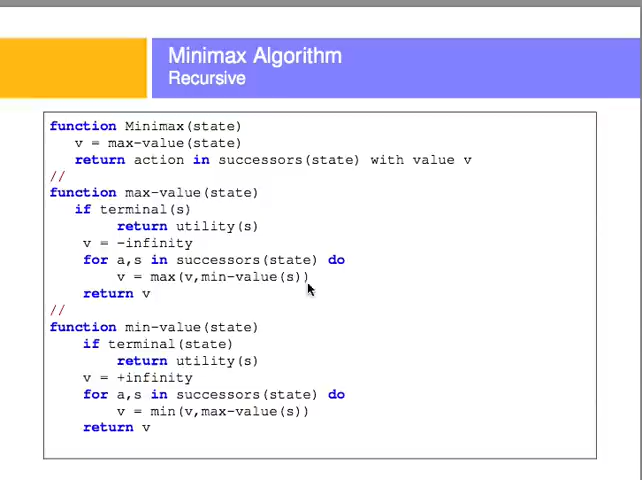 Minimax Algorithm
Recursive
function Minimax(state)
v = max-value(state)
return action in successors(state) with value v
//
function max-value(state)
if terminal(s)
return utility(s)
v = -infinity
for a,s in successors(state) do
v = max(v,min-value(s))
return v
//
function min-value(state)
if terminal(state)
return utility(s)
v = +infinity
for a,s in successors(state) do
v = min(v,max-value(s))
return v